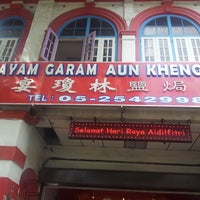 AYAM GARAM AUN KHENG
宴瓊林鹽焗
TEL: 05-2542998
Selamat Hari Raya Aidilfitri